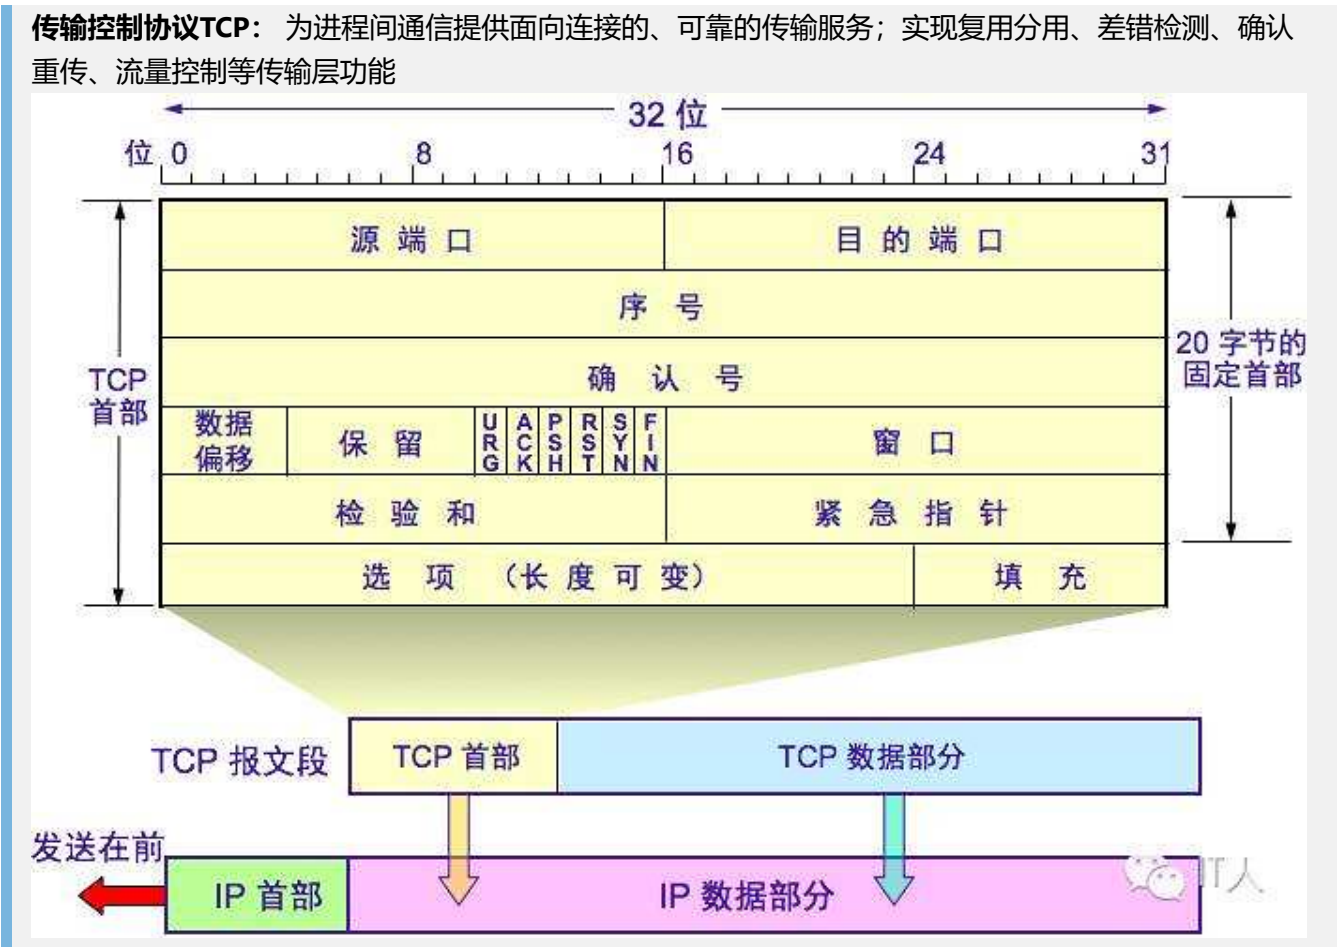 传输控制协议TCP： 为进程间通信提供面向连接的、可靠的传输服务；实现复用分用、差错检测、确认
重传、流量控制等传输层功能
32 位
位 0 8 16 24 31
源 端 口 目 的 端 口
序 号
确 认 号
20 字节的
固定首部
TCP
首部
数据
偏移
保 留
URG
ACK
PSH
RST
SYN
FIN
窗 口
检 验 和 紧 急 指 针
选 项 （长 度 可 变） 填 充
TCP 报文段 TCP 首部 TCP 数据部分
发送在前
IP 首部 IP 数据部分
IT人